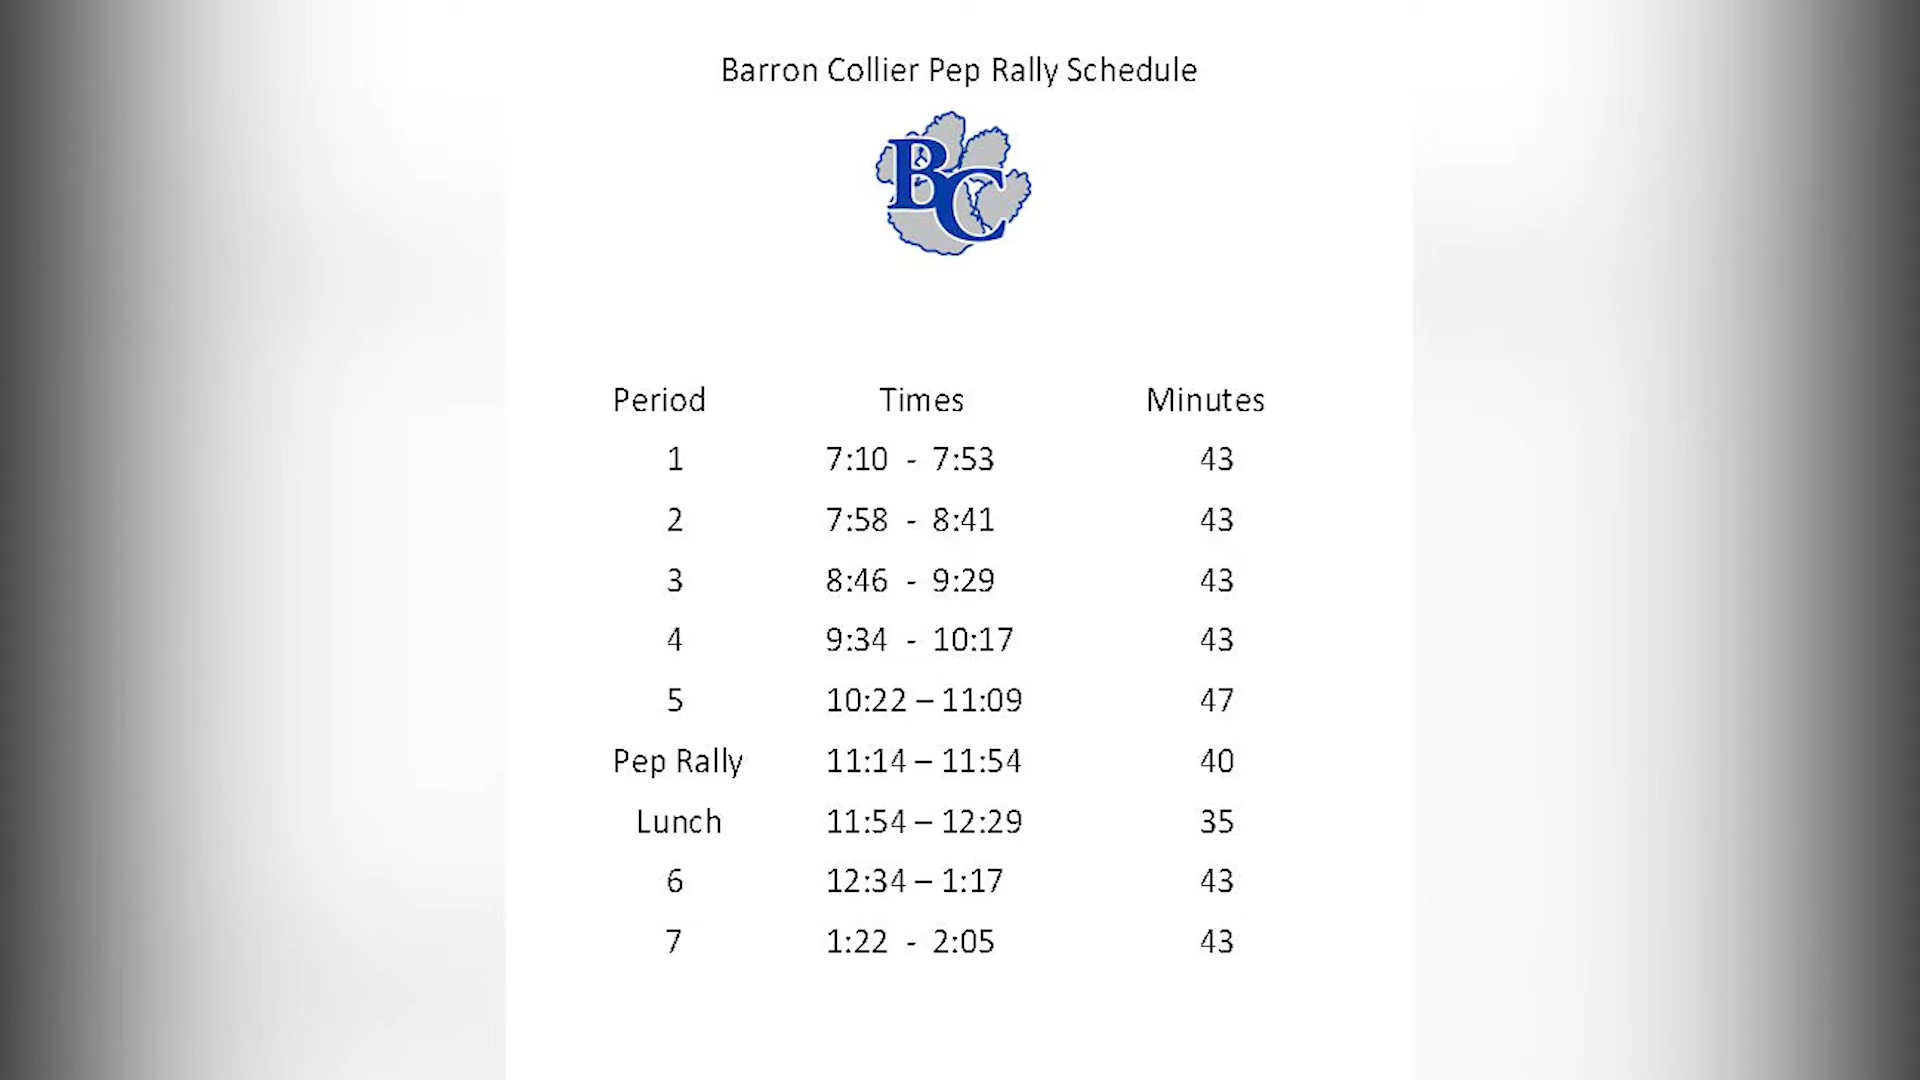 Barron Collier Pep Rally Schedule
BC
Period Times Minutes
1 7:10 - 7:53 43
2 7:58 - 8:41 43
3 8:46 - 9:29 43
4 9:34 - 10:17 43
5 10:22 – 11:09 47
Pep Rally 11:14 – 11:54 40
Lunch 11:54 – 12:29 35
6 12:34 – 1:17 43
7 1:22 - 2:05 43